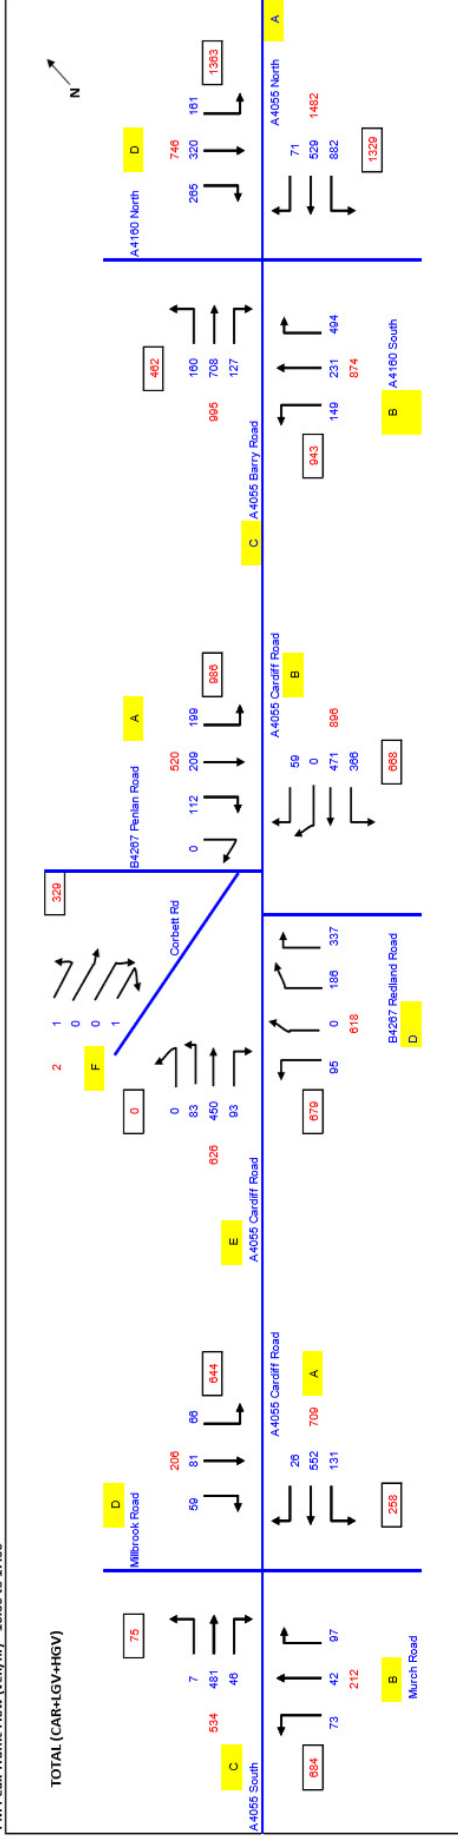 TOTAL (CAR+LGV+HGV)
N
75
7
481
46
534
C
A4055 South
D
Millbrook Road
206
59 81 66
644
A4055 Cardiff Road
26
552
131
709
A
258
684
73 42 97
212
B
Murch Road
329
2
1
0
0
1
F
Corbett Rd
0
0
83
450
93
626
E
A4055 Cardiff Road
B4267 Penlan Road
A
520
0 112 209 199
986
A4055 Cardiff Road
B
59
0
471
366
896
668
679
95 0 186 337
618
B4267 Redland Road
D
462
160
708
127
995
A4055 Barry Road
C
A4160 North
D
746
265 320 161
1363
A
A4055 North
71
529
882
1482
1329
943
149 231 494
874
B
A4160 South